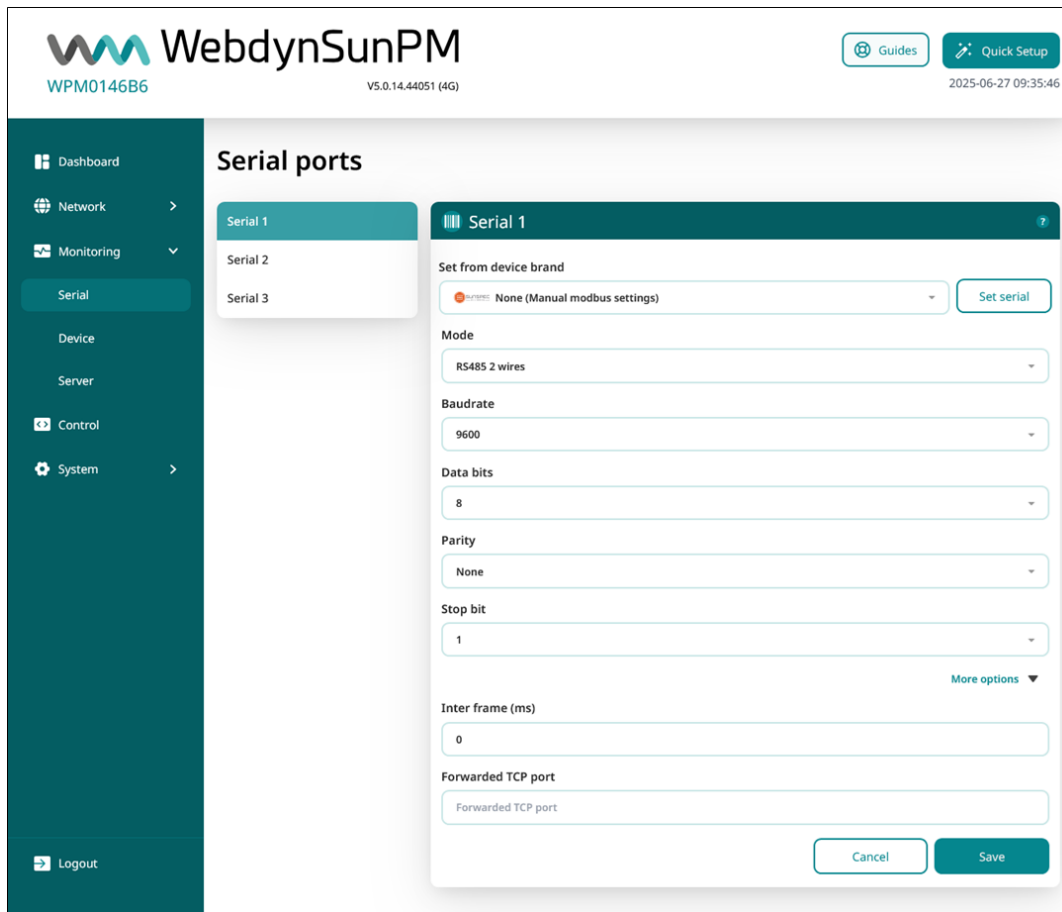 WebdynSunPM
WPM0146B6
V5.0.14.44051 (4G)
Guides
Quick Setup
2025-06-27 09:35:46
Dashboard
Network
Monitoring
Serial
Device
Server
Control
System
Logout
Serial ports
Serial 1
Serial 2
Serial 3
Serial 1
?
Set from device brand
SUNSPEC None (Manual modbus settings)
Set serial
Mode
RS485 2 wires
Baudrate
9600
Data bits
8
Parity
None
Stop bit
1
More options
Inter frame (ms)
0
Forwarded TCP port
Forwarded TCP port
Cancel
Save